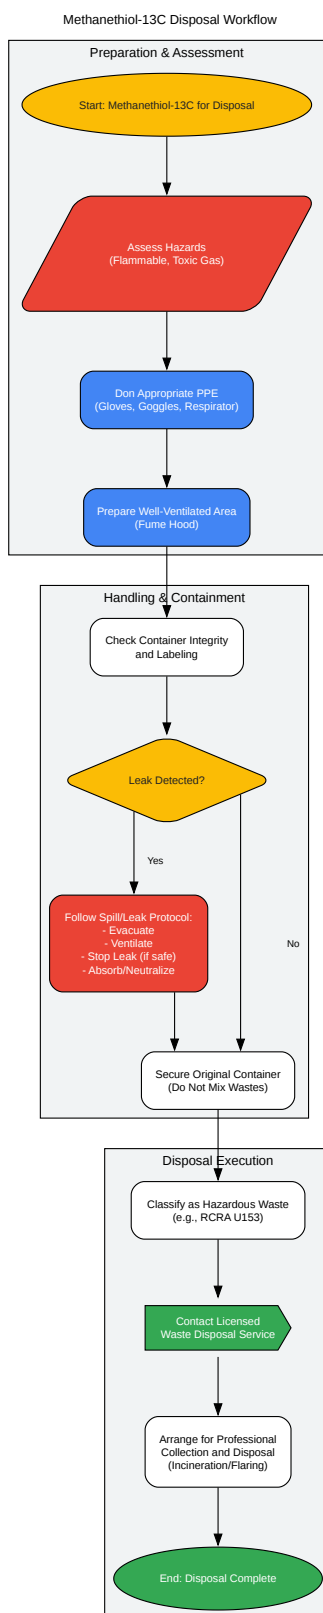 Methanethiol-13C Disposal Workflow
Preparation & Assessment
Start: Methanethiol-13C for Disposal
Assess Hazards
(Flammable, Toxic Gas)
Don Appropriate PPE
(Gloves, Goggles, Respirator)
Prepare Well-Ventilated Area
(Fume Hood)
Handling & Containment
Check Container Integrity
and Labeling
Leak Detected?
Yes
Follow Spill/Leak Protocol:
- Evacuate
- Ventilate
- Stop Leak (if safe)
- Absorb/Neutralize
No
Secure Original Container
(Do Not Mix Wastes)
Disposal Execution
Classify as Hazardous Waste
(e.g., RCRA U153)
Contact Licensed
Waste Disposal Service
Arrange for Professional
Collection and Disposal
(Incineration/Flaring)
End: Disposal Complete